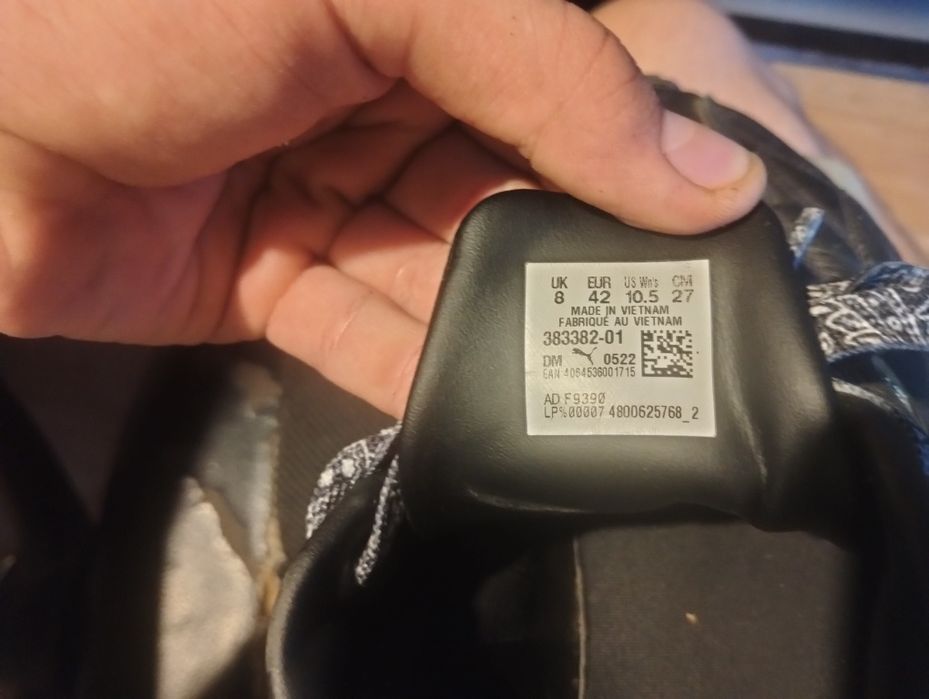 UK EUR US Wn's CM
8 42 10.5 27
MADE IN VIETNAM
FABRIQUÉ AU VIETNAM
383382-01
DM 0522
EAN 4064536001715
AD F9390
LP%00007 4800625768_2